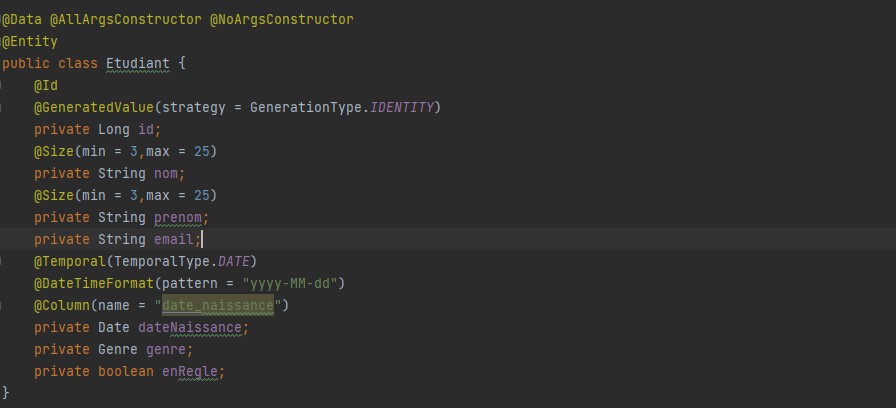 @Data @AllArgsConstructor @NoArgsConstructor
@Entity
public class Etudiant {
    @Id
    @GeneratedValue(strategy = GenerationType.IDENTITY)
    private Long id;
    @Size(min = 3,max = 25)
    private String nom;
    @Size(min = 3,max = 25)
    private String prenom;
    private String email;
    @Temporal(TemporalType.DATE)
    @DateTimeFormat(pattern = "yyyy-MM-dd")
    @Column(name = "date_naissance")
    private Date dateNaissance;
    private Genre genre;
    private boolean enRegle;
}